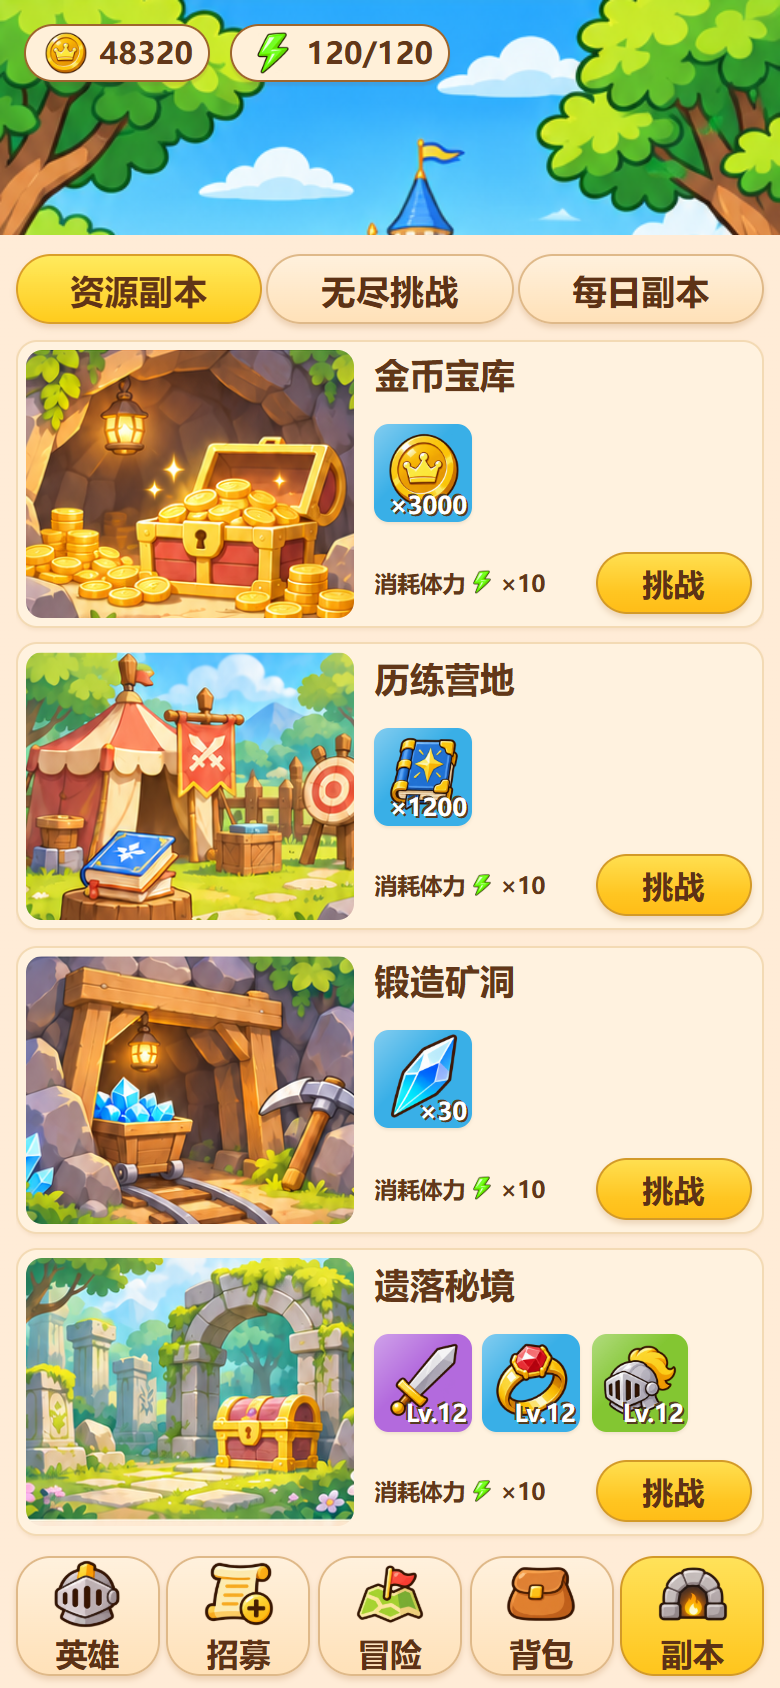 48320 120/120
资源副本 无尽挑战 每日副本
金币宝库
×3000
消耗体力 ×10 挑战
历练营地
×1200
消耗体力 ×10 挑战
锻造矿洞
×30
消耗体力 ×10 挑战
遗落秘境
Lv.12 Lv.12 Lv.12
消耗体力 ×10 挑战
英雄 招募 冒险 背包 副本